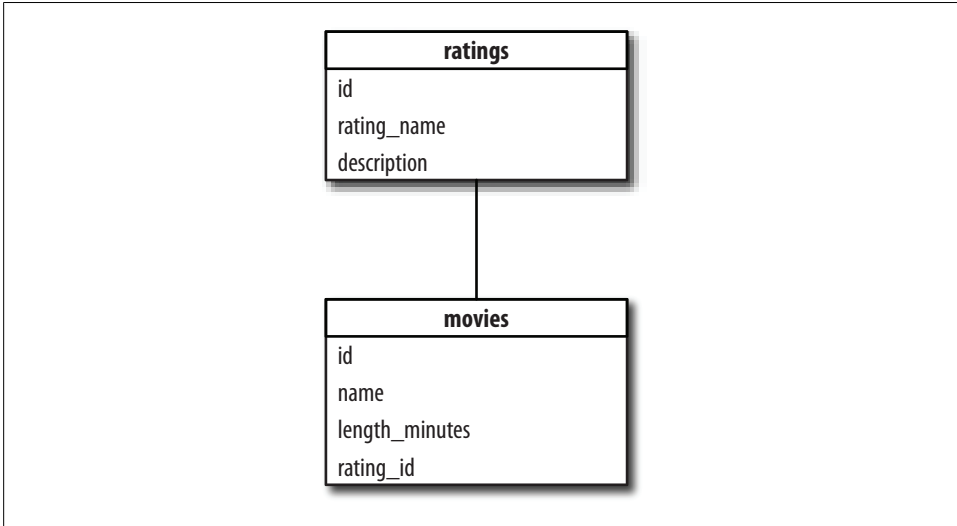 ratings
id
rating_name
description
movies
id
name
length_minutes
rating_id